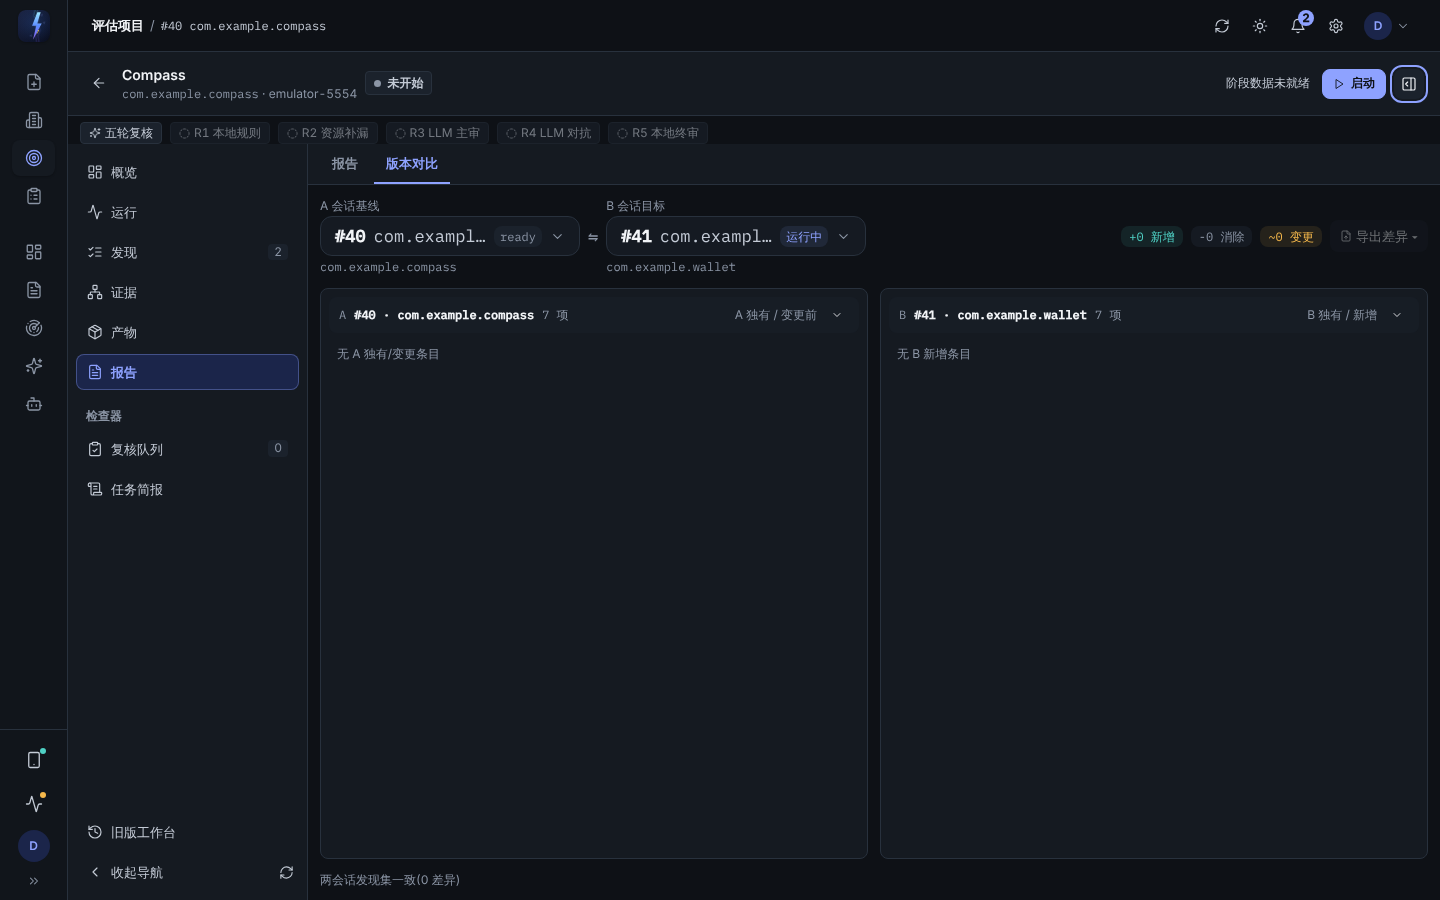 评估项目 / #40 com.example.compass
2
D
Compass
com.example.compass · emulator-5554
未开始
阶段数据未就绪
启动
五轮复核
R1 本地规则
R2 资源补漏
R3 LLM 主审
R4 LLM 对抗
R5 本地终审
概览
运行
发现 2
证据
产物
报告
检查器
复核队列 0
任务简报
旧版工作台
收起导航
D
报告
版本对比
A 会话基线
#40 com.exampl… ready
com.example.compass
⇋
B 会话目标
#41 com.exampl… 运行中
com.example.wallet
+0 新增
-0 消除
~0 变更
导出差异
A #40 · com.example.compass 7 项
A 独有 / 变更前
无 A 独有/变更条目
B #41 · com.example.wallet 7 项
B 独有 / 新增
无 B 新增条目
两会话发现集一致(0 差异)